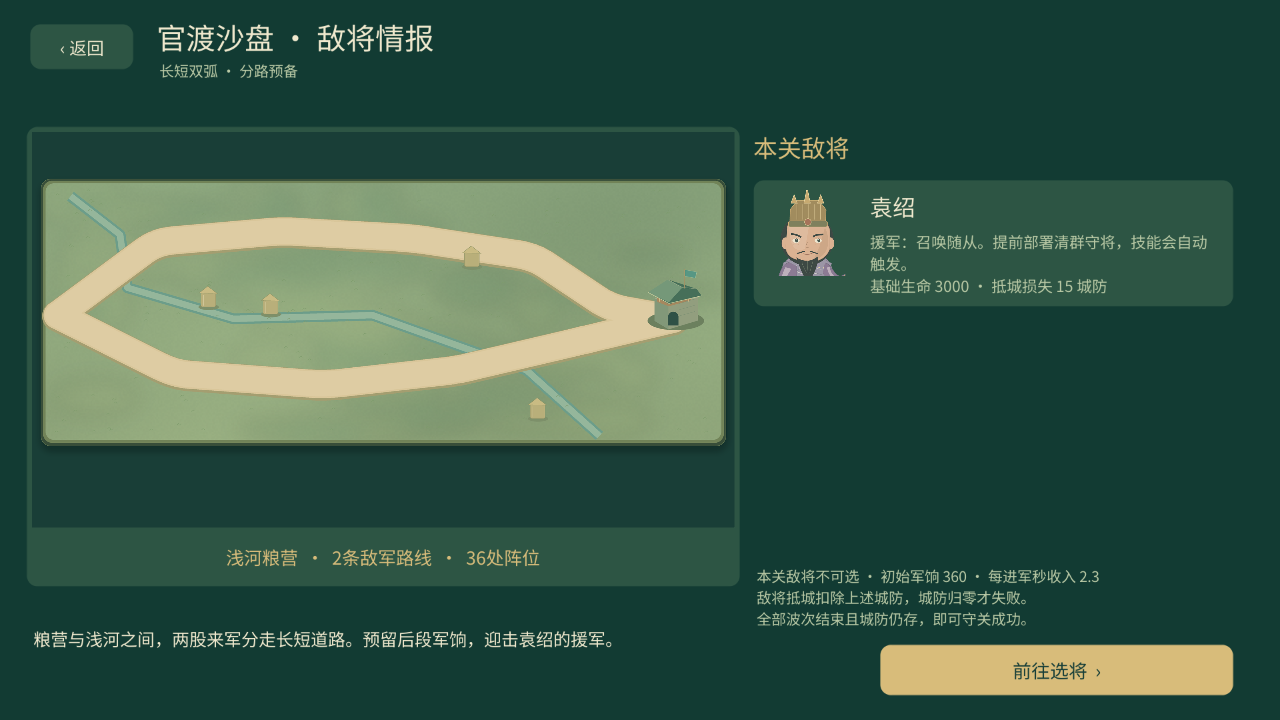 ‹ 返回
官渡沙盘 · 敌将情报
长短双弧 · 分路预备
本关敌将
袁绍
援军：召唤随从。提前部署清群守将，技能会自动
触发。
基础生命 3000 · 抵城损失 15 城防
浅河粮营 · 2条敌军路线 · 36处阵位
粮营与浅河之间，两股来军分走长短道路。预留后段军饷，迎击袁绍的援军。
本关敌将不可选 · 初始军饷 360 · 每进军秒收入 2.3
敌将抵城扣除上述城防，城防归零才失败。
全部波次结束且城防仍存，即可守关成功。
前往选将 ›